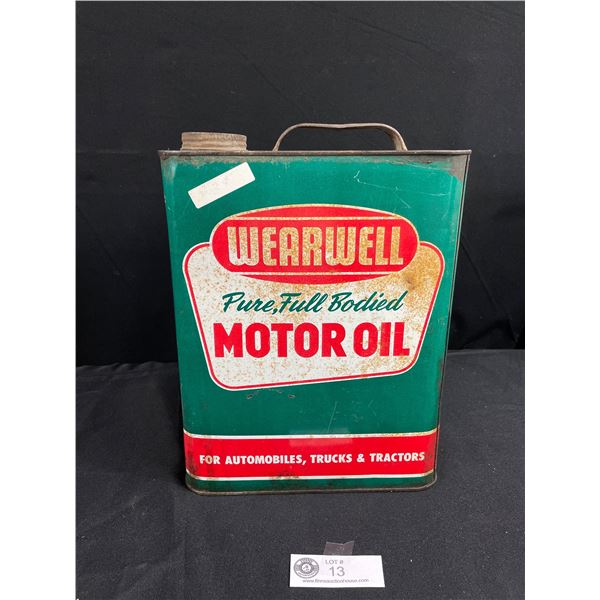 WEARWELL
Pure, Full Bodied
MOTOR OIL
FOR AUTOMOBILES, TRUCKS & TRACTORS
LOT #
13